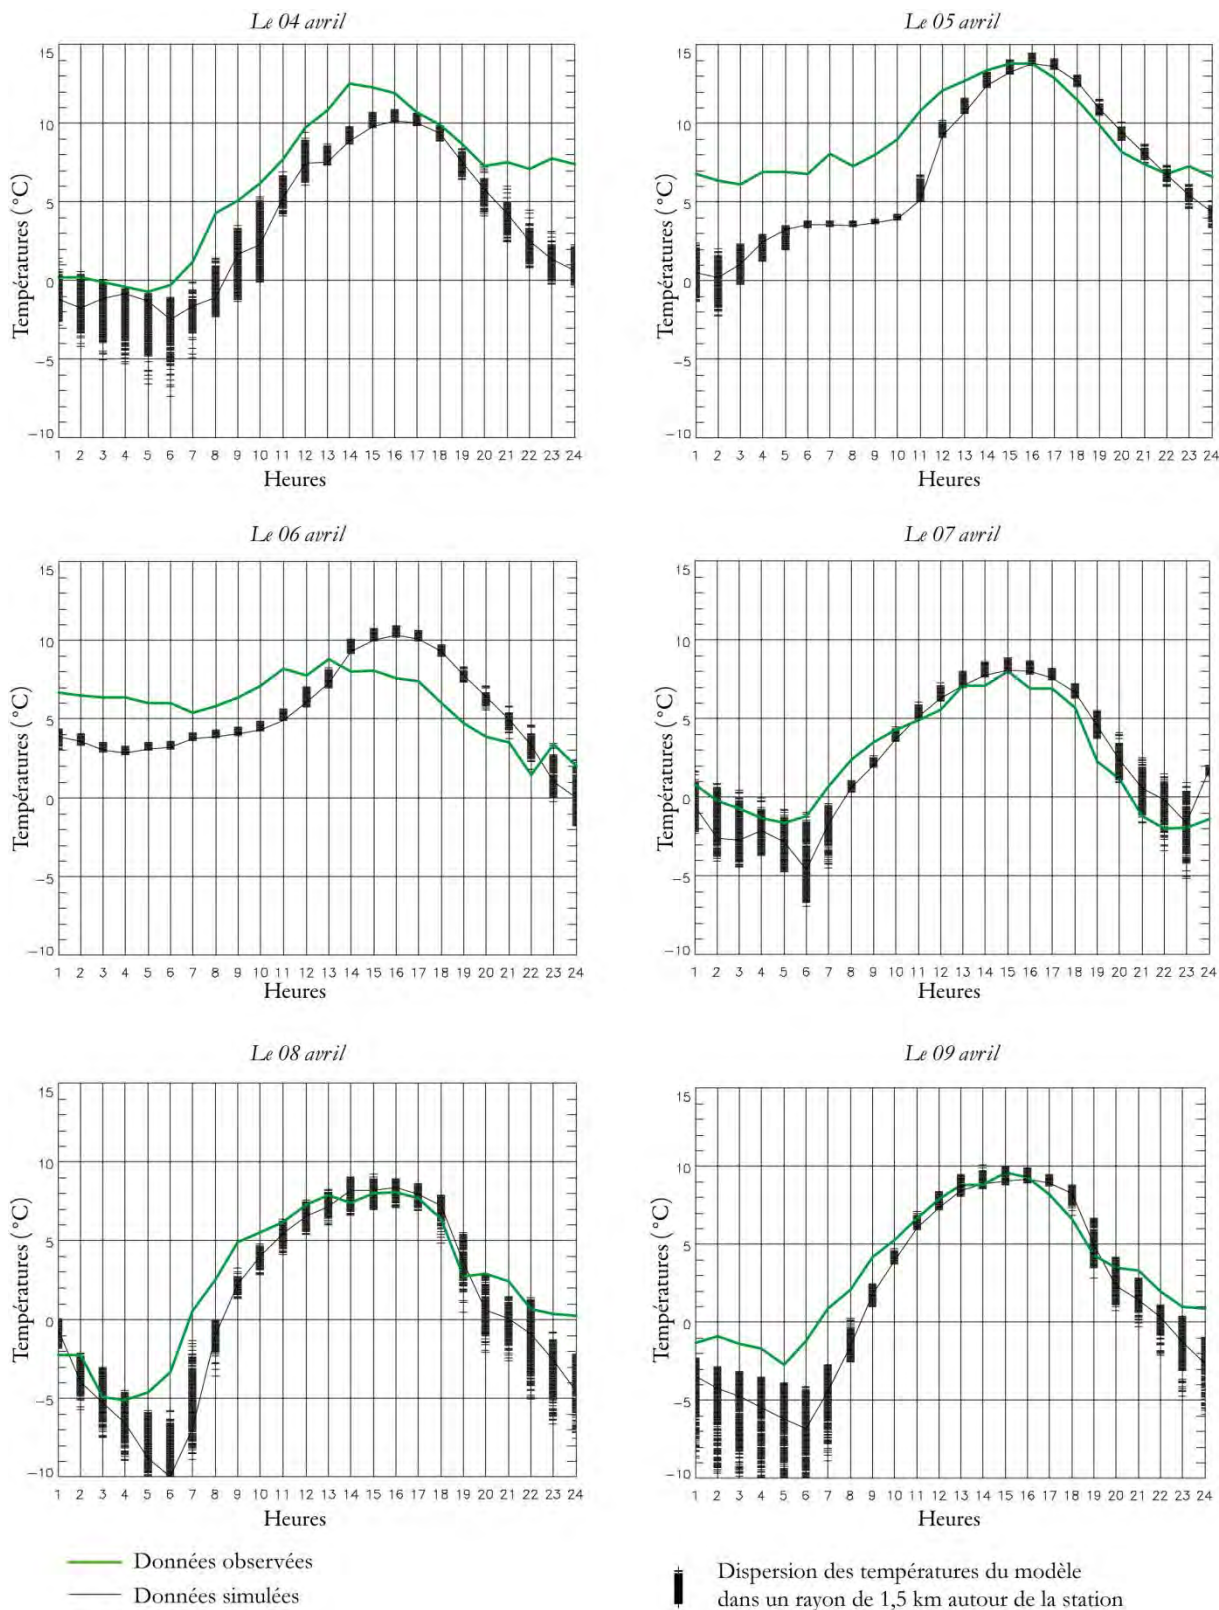 Le 04 avril
Températures (°C)
15
10
5
0
−5
−10
1 2 3 4 5 6 7 8 9 10 11 12 13 14 15 16 17 18 19 20 21 22 23 24
Heures
Le 05 avril
Températures (°C)
15
10
5
0
−5
−10
1 2 3 4 5 6 7 8 9 10 11 12 13 14 15 16 17 18 19 20 21 22 23 24
Heures
Le 06 avril
Températures (°C)
15
10
5
0
−5
−10
1 2 3 4 5 6 7 8 9 10 11 12 13 14 15 16 17 18 19 20 21 22 23 24
Heures
Le 07 avril
Températures (°C)
15
10
5
0
−5
−10
1 2 3 4 5 6 7 8 9 10 11 12 13 14 15 16 17 18 19 20 21 22 23 24
Heures
Le 08 avril
Températures (°C)
15
10
5
0
−5
−10
1 2 3 4 5 6 7 8 9 10 11 12 13 14 15 16 17 18 19 20 21 22 23 24
Heures
Le 09 avril
Températures (°C)
15
10
5
0
−5
−10
1 2 3 4 5 6 7 8 9 10 11 12 13 14 15 16 17 18 19 20 21 22 23 24
Heures
Données observées
Données simulées
Dispersion des températures du modèle
dans un rayon de 1,5 km autour de la station